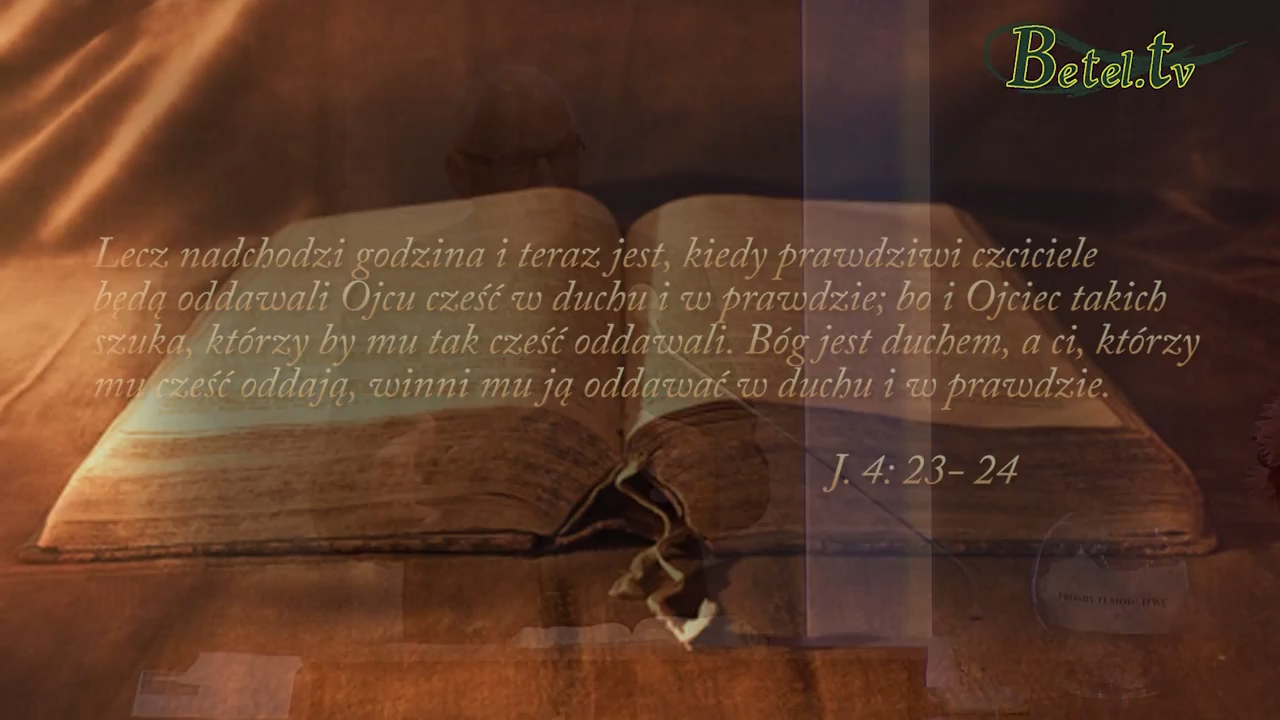 Betel.tv
Lecz nadchodzi godzina i teraz jest, kiedy prawdziwi czciciele
będą oddawali Ojcu cześć w duchu i w prawdzie; bo i Ojciec takich
szuka, którzy by mu tak cześć oddawali. Bóg jest duchem, a ci, którzy
mu cześć oddają, winni mu ją oddawać w duchu i w prawdzie.
J. 4: 23- 24
PROŚBY O MODLITWĘ